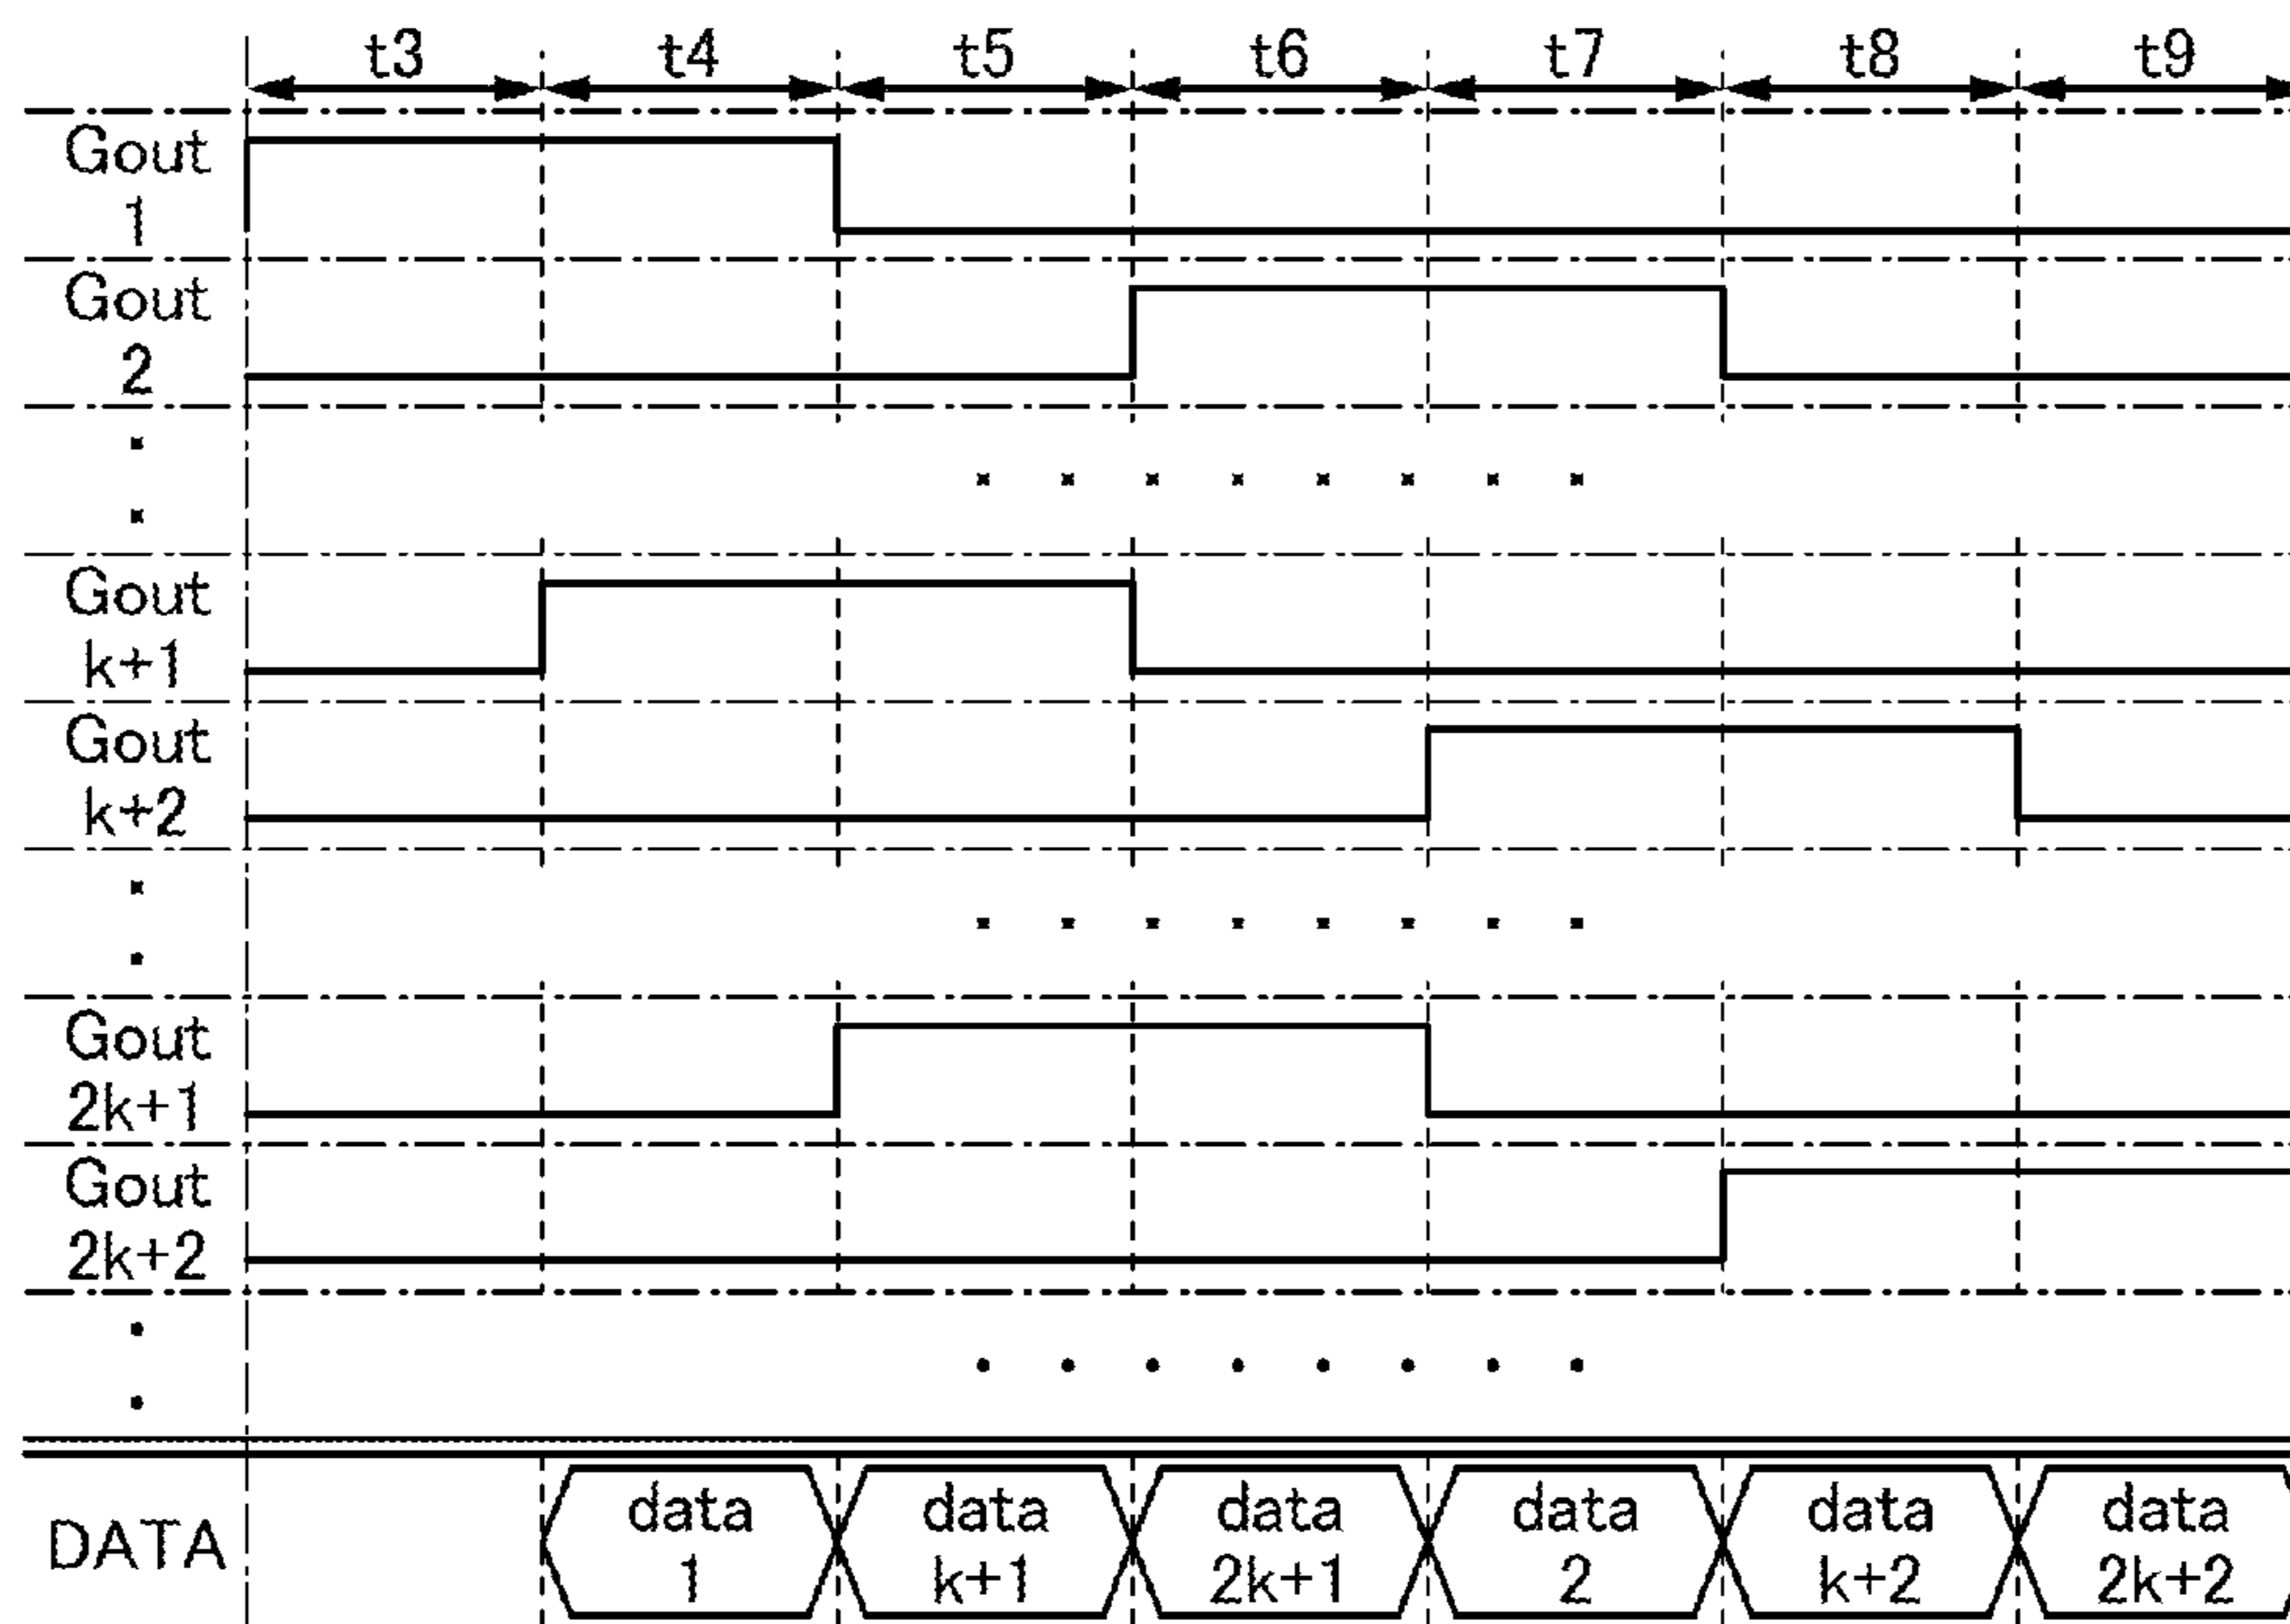 t3 t4 t5 t6 t7 t8 t9
Gout
1
Gout
2
Gout
k+1
Gout
k+2
Gout
2k+1
Gout
2k+2
DATA
data
1
data
k+1
data
2k+1
data
2
data
k+2
data
2k+2